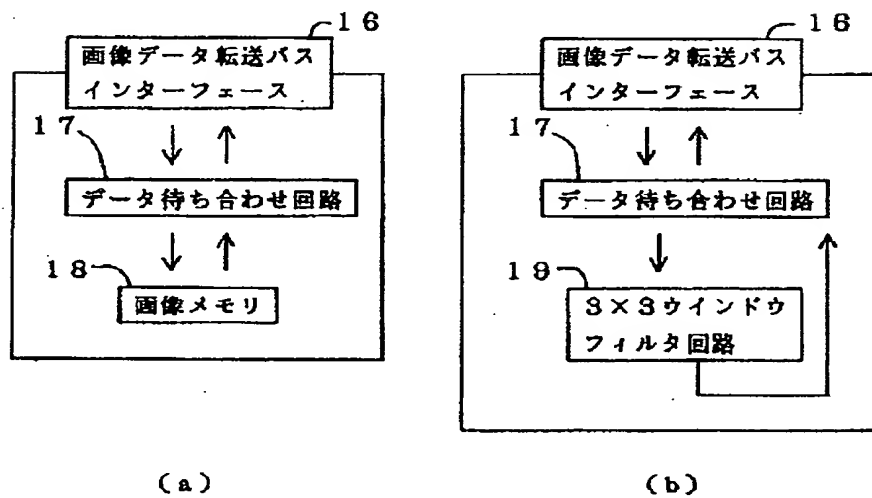 １６
画像データ転送バス
インターフェース
１７
データ待ち合わせ回路
１８
画像メモリ
（a）
１６
画像データ転送バス
インターフェース
１７
データ待ち合わせ回路
１９
３×３ウインドウ
フィルタ回路
（b）